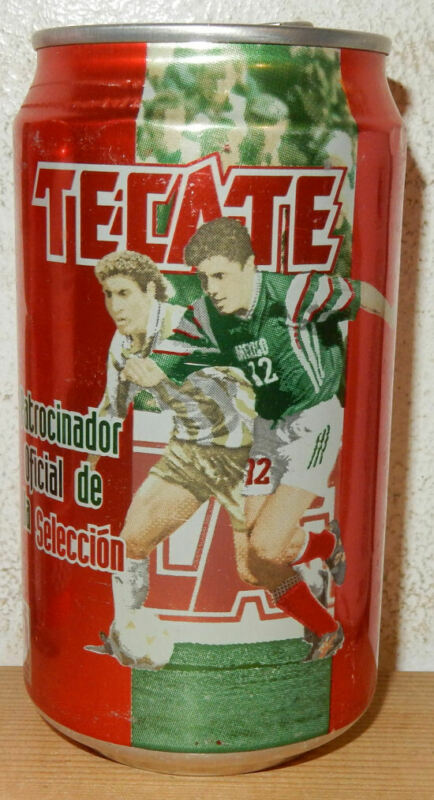 TECATE
MEXICO
12
12
atrocinador
oficial de
a Selección